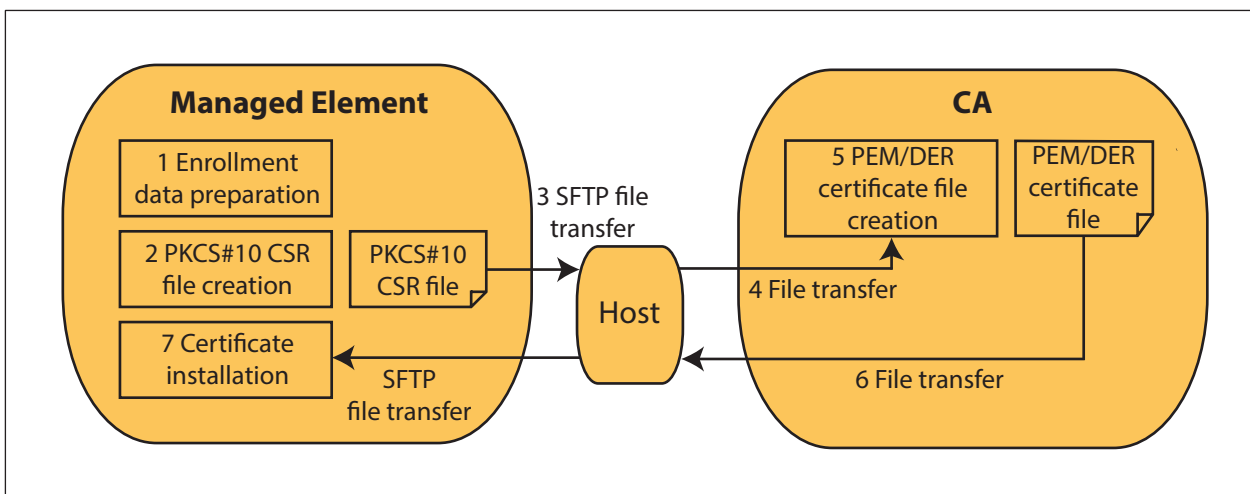 Managed Element
1 Enrollment
data preparation
2 PKCS#10 CSR
file creation
PKCS#10
CSR file
7 Certificate
installation
3 SFTP file
transfer
Host
SFTP
file transfer
CA
5 PEM/DER
certificate file
creation
PEM/DER
certificate
file
4 File transfer
6 File transfer